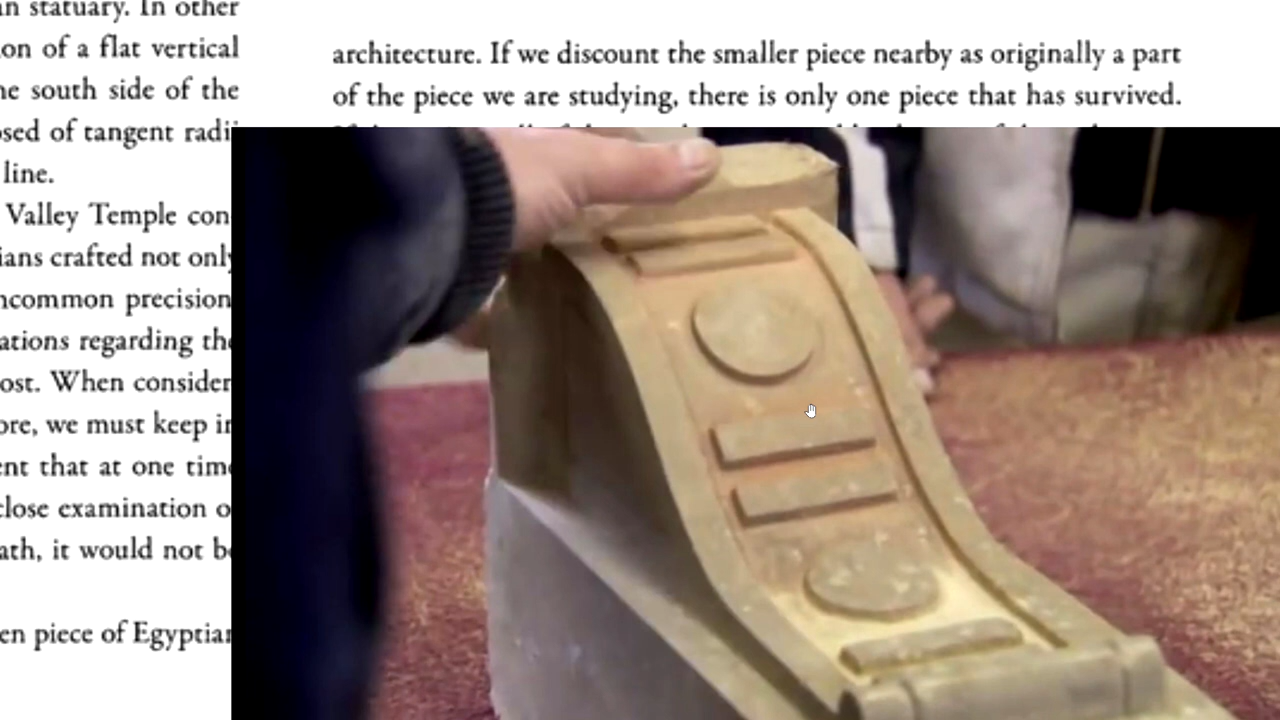 an statuary. In other
on of a flat vertical
he south side of the
osed of tangent radii
line.
Valley Temple con
ians crafted not only
ncommon precision
ations regarding the
ost. When consider
ore, we must keep in
ent that at one time
close examination o
ath, it would not be
en piece of Egyptian
architecture. If we discount the smaller piece nearby as originally a part
of the piece we are studying, there is only one piece that has survived.